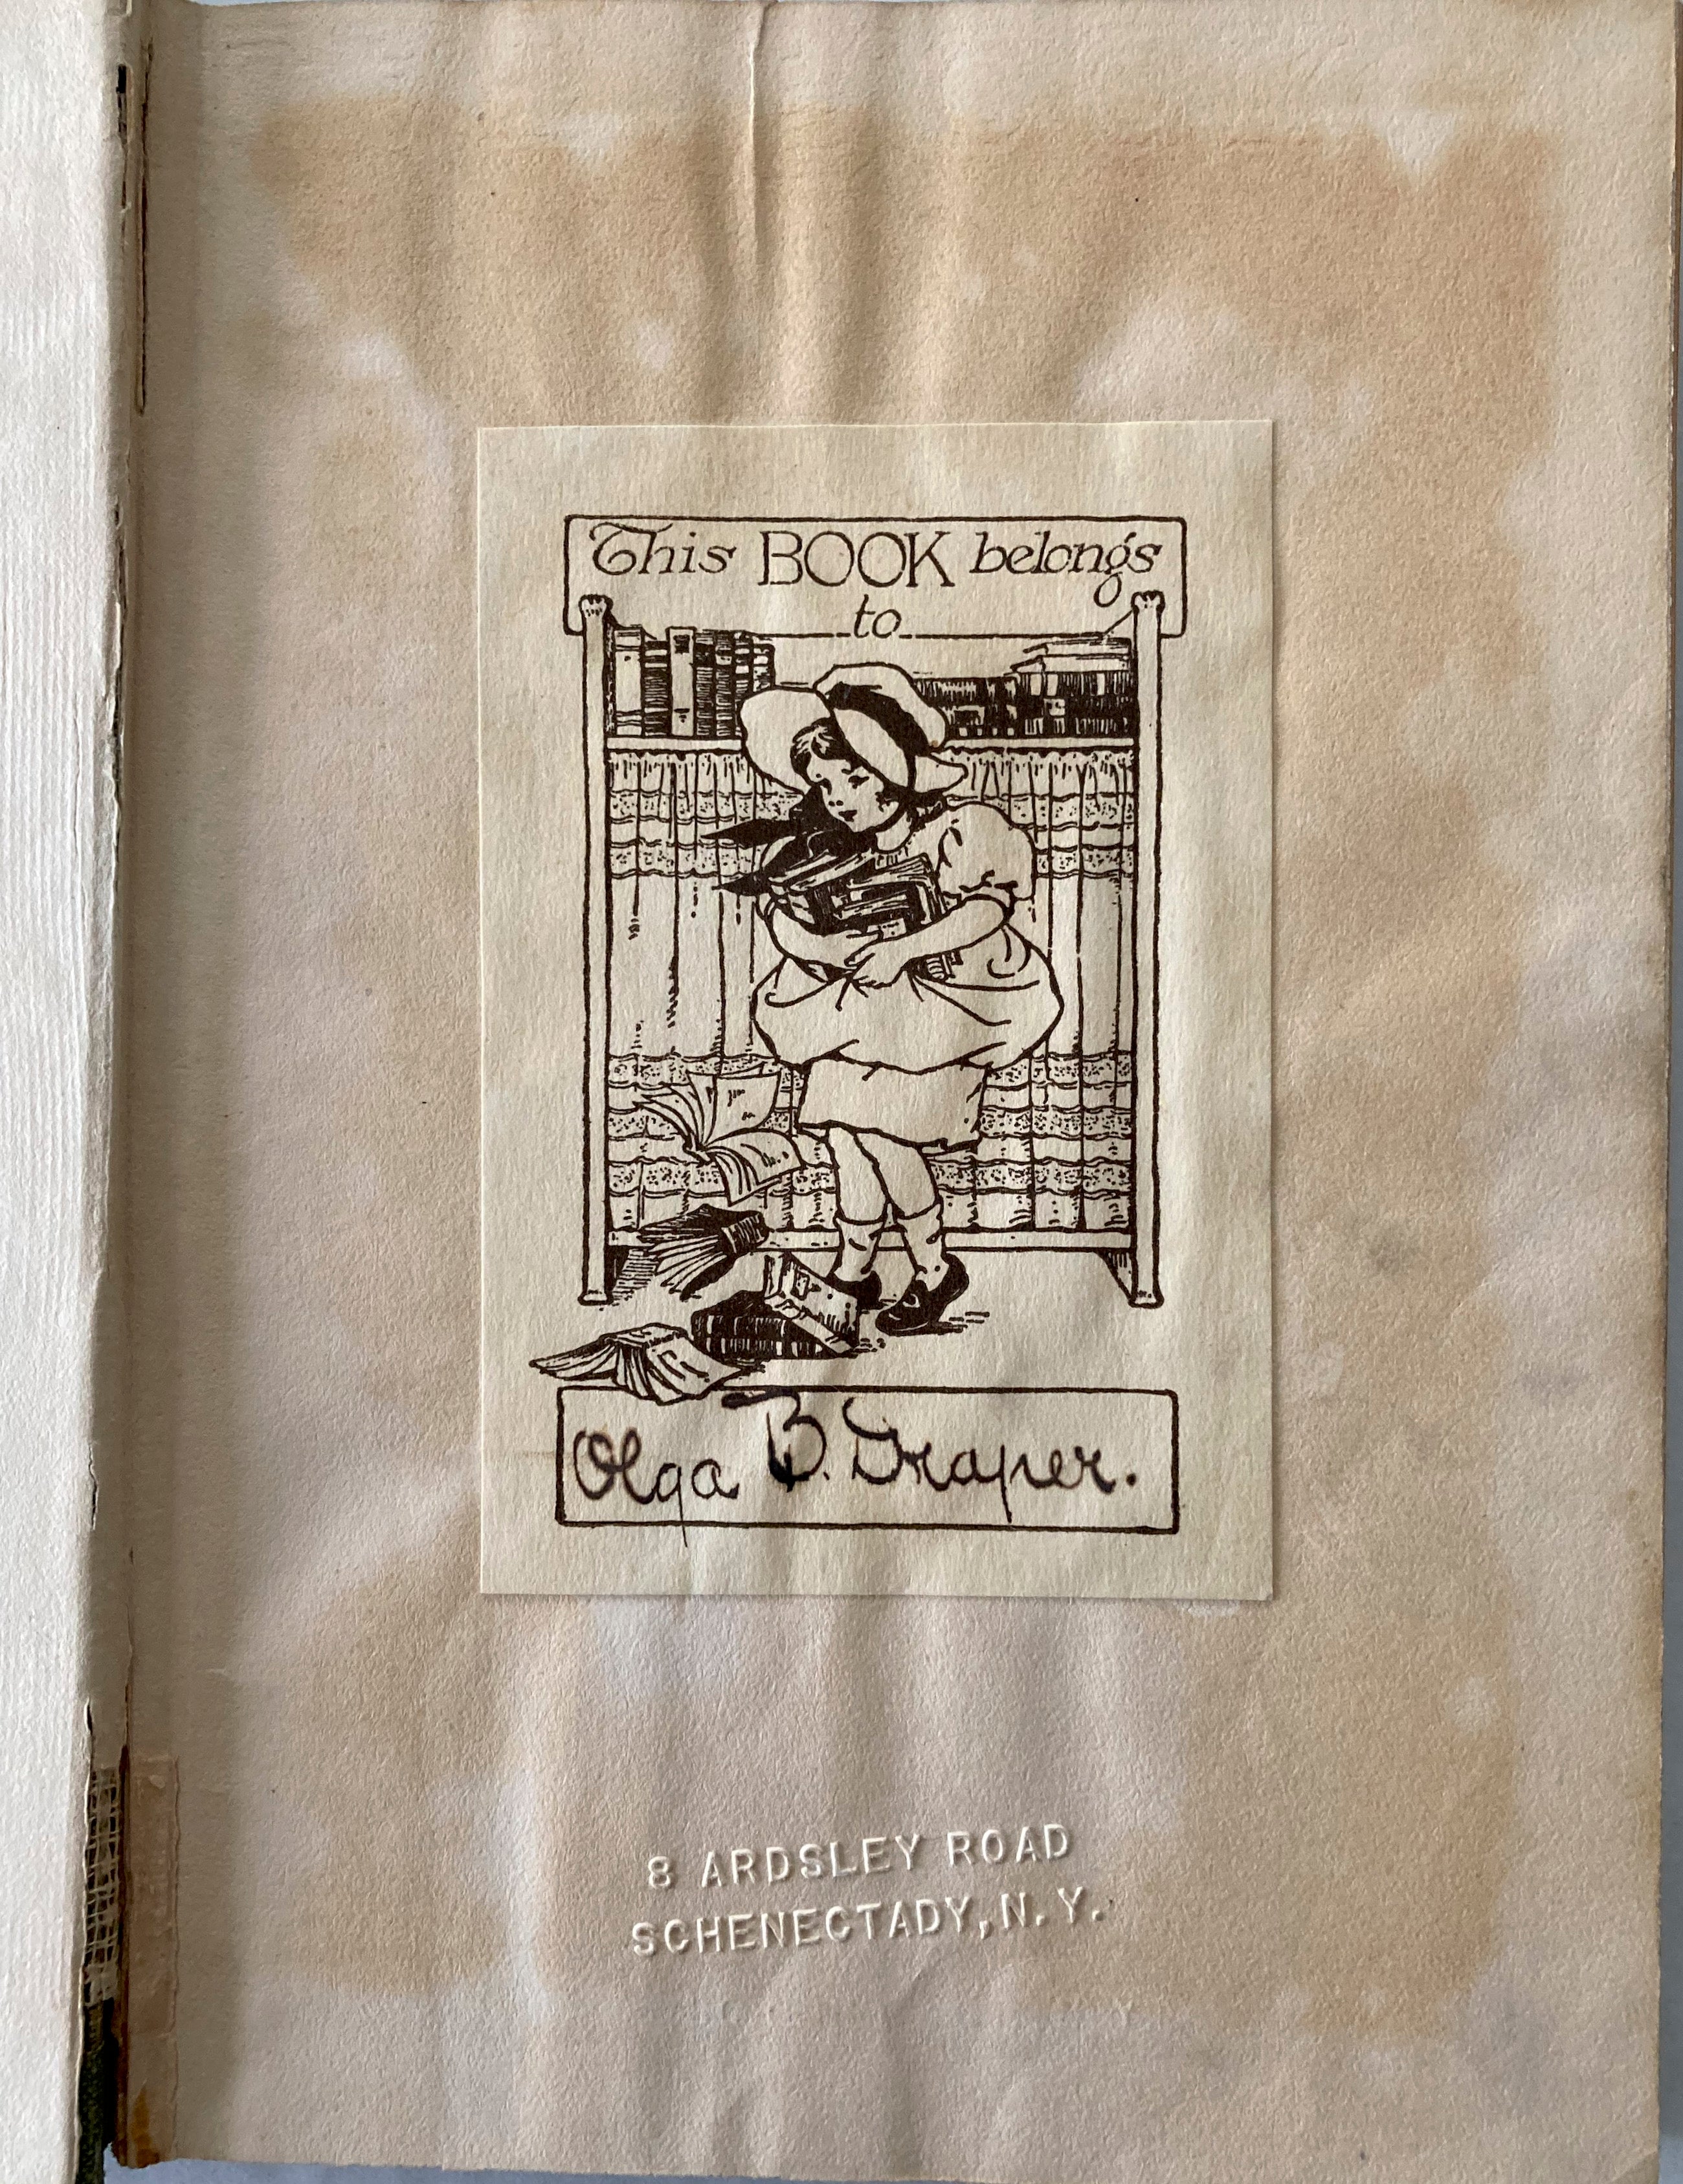 This BOOK belongs
to
Olga B. Draper.
8 ARDSLEY ROAD
SCHENECTADY, N. Y.